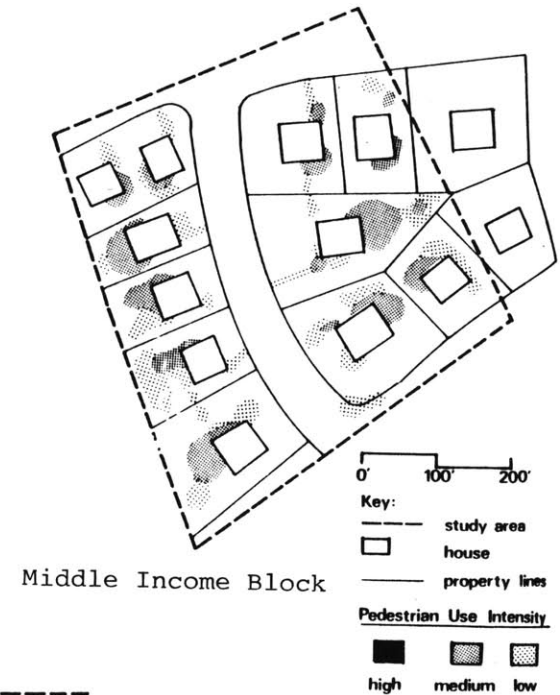 0' 100' 200'
Key:
study area
house
property lines
Middle Income Block
Pedestrian Use Intensity
high medium low